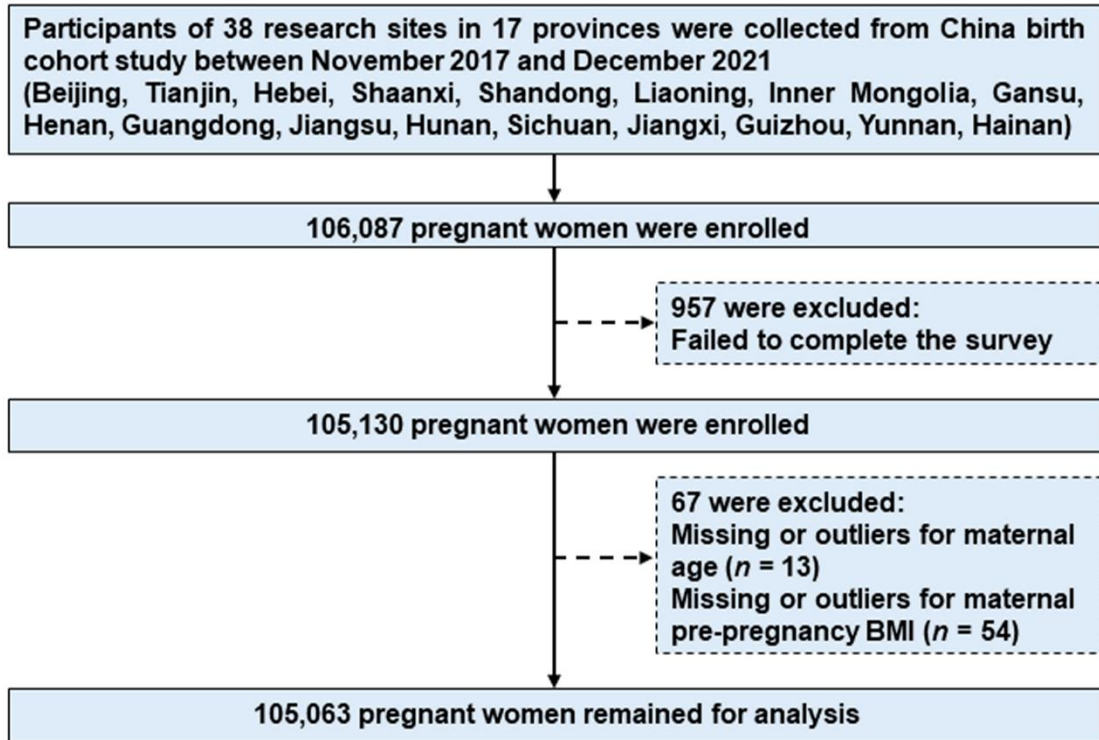 Participants of 38 research sites in 17 provinces were collected from China birth
cohort study between November 2017 and December 2021
(Beijing, Tianjin, Hebei, Shaanxi, Shandong, Liaoning, Inner Mongolia, Gansu,
Henan, Guangdong, Jiangsu, Hunan, Sichuan, Jiangxi, Guizhou, Yunnan, Hainan)
106,087 pregnant women were enrolled
957 were excluded:
Failed to complete the survey
105,130 pregnant women were enrolled
67 were excluded:
Missing or outliers for maternal
age (n = 13)
Missing or outliers for maternal
pre-pregnancy BMI (n = 54)
105,063 pregnant women remained for analysis